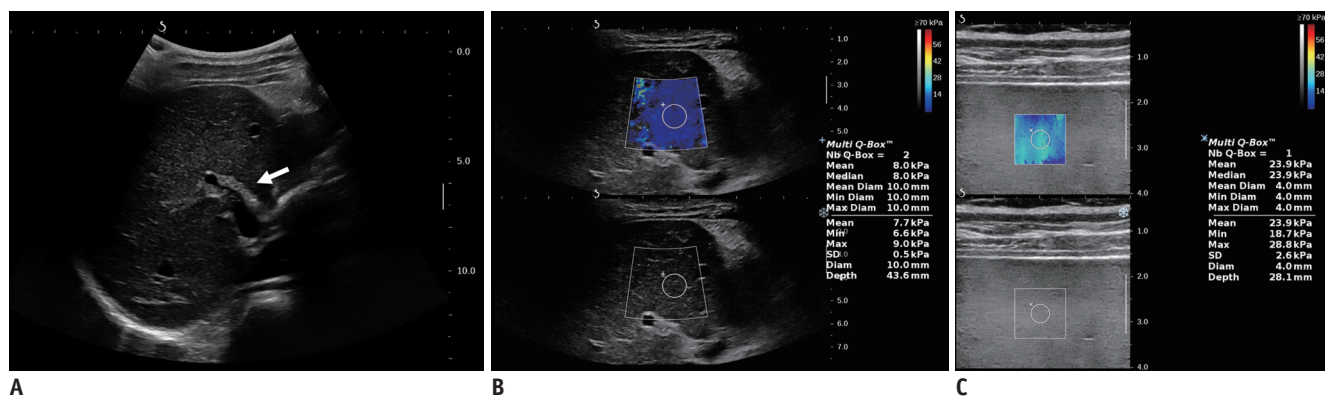 0.0
5.0
10.0
A
≥70 kPa
56
42
28
14
1.0
2.0
3.0
4.0
5.0
+ Multi Q-Box™
Nb Q-Box = 2
Mean 8.0 kPa
Median 8.0 kPa
Mean Diam 10.0 mm
Min Diam 10.0 mm
Max Diam 10.0 mm
Mean 7.7 kPa
Min 6.6 kPa
Max 9.0 kPa
SD 0.5 kPa
Diam 10.0 mm
Depth 43.6 mm
5.0
6.0
7.0
B
≥70 kPa
56
42
28
14
1.0
2.0
3.0
4.0
Multi Q-Box™
Nb Q-Box = 1
Mean 23.9 kPa
Median 23.9 kPa
Mean Diam 4.0 mm
Min Diam 4.0 mm
Max Diam 4.0 mm
Mean 23.9 kPa
Min 18.7 kPa
Max 28.8 kPa
SD 2.6 kPa
Diam 4.0 mm
Depth 28.1 mm
1.0
2.0
3.0
4.0
C